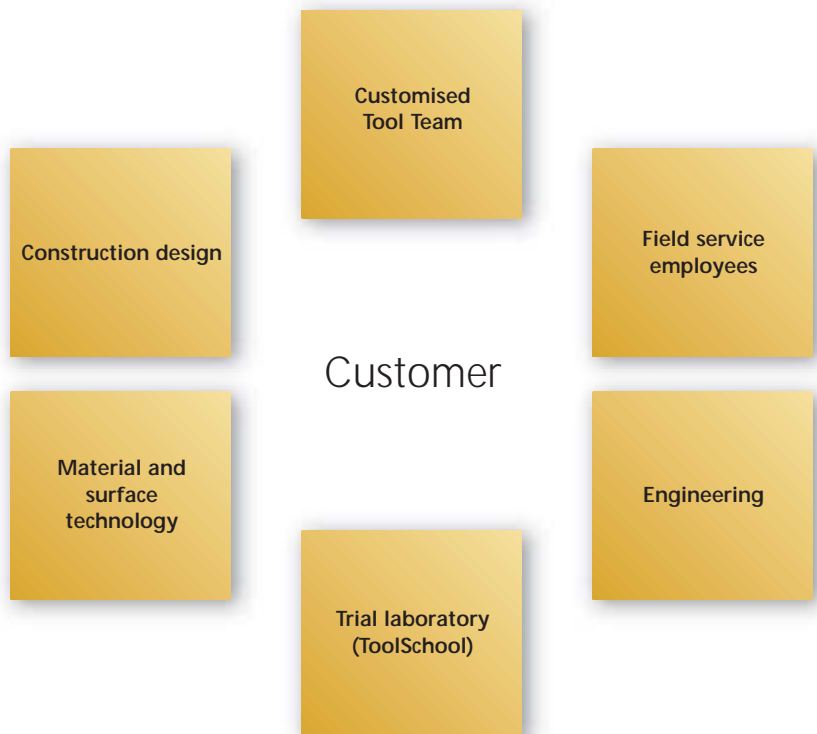 Customised
Tool Team
Construction design
Field service
employees
Customer
Material and
surface
technology
Engineering
Trial laboratory
(ToolSchool)